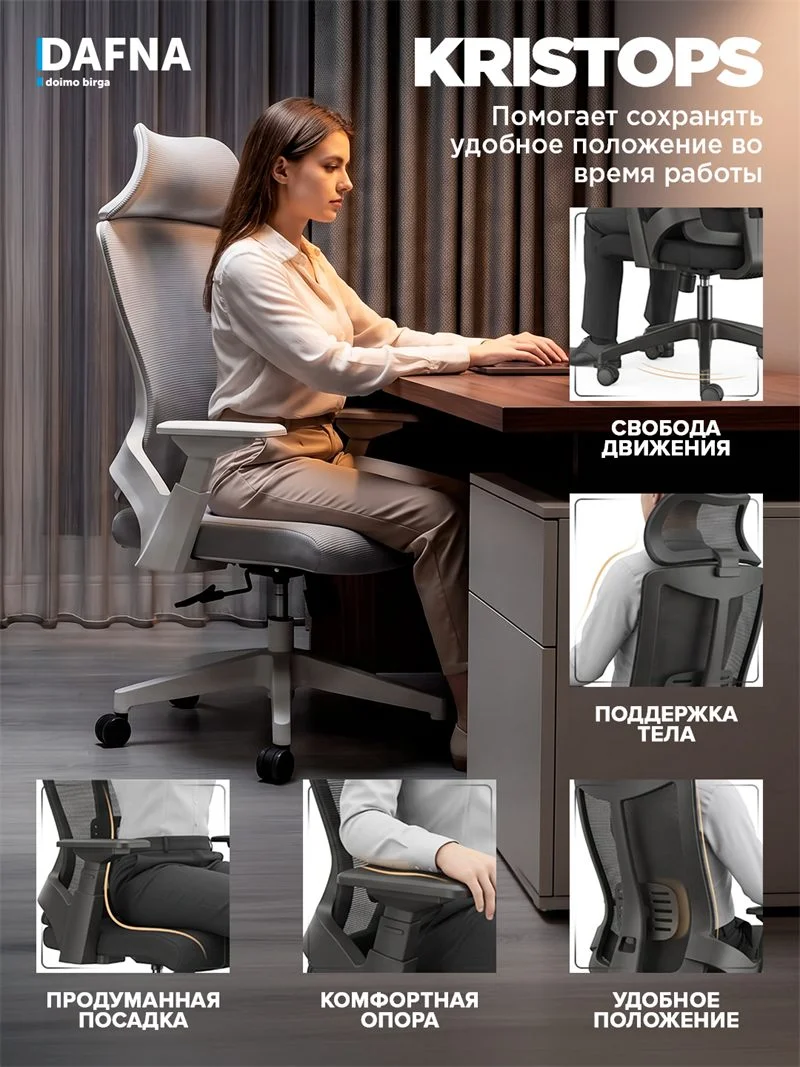 DAFNA
doimo birga
KRISTOPS
Помогает сохранять
удобное положение во
время работы
СВОБОДА
ДВИЖЕНИЯ
ПОДДЕРЖКА
ТЕЛА
ПРОДУМАННАЯ
ПОСАДКА
КОМФОРТНАЯ
ОПОРА
УДОБНОЕ
ПОЛОЖЕНИЕ